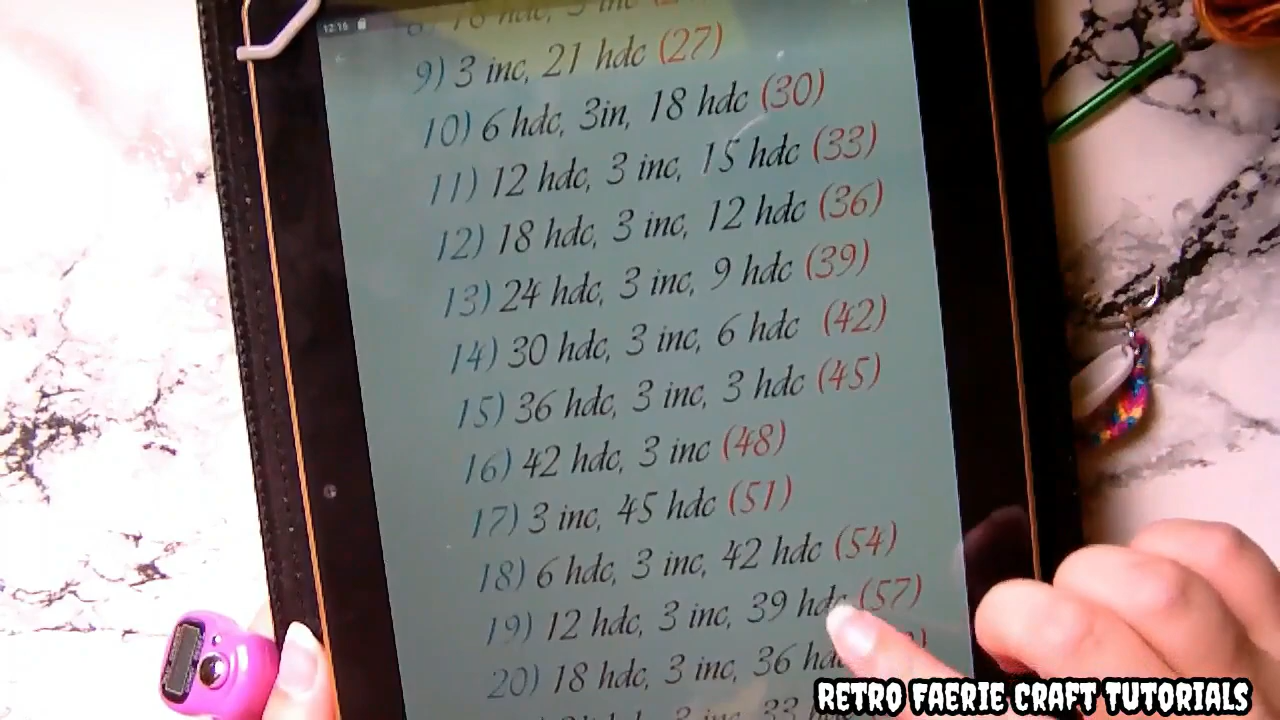 12:16
9) 3 inc, 21 hdc (27)
10) 6 hdc, 3in, 18 hdc (30)
11) 12 hdc, 3 inc, 15 hdc (33)
12) 18 hdc, 3 inc, 12 hdc (36)
13) 24 hdc, 3 inc, 9 hdc (39)
14) 30 hdc, 3 inc, 6 hdc (42)
15) 36 hdc, 3 inc, 3 hdc (45)
16) 42 hdc, 3 inc (48)
17) 3 inc, 45 hdc (51)
18) 6 hdc, 3 inc, 42 hdc (54)
19) 12 hdc, 3 inc, 39 hdc (57)
20) 18 hdc, 3 inc, 36
RETRO FAERIE CRAFT TUTORIALS